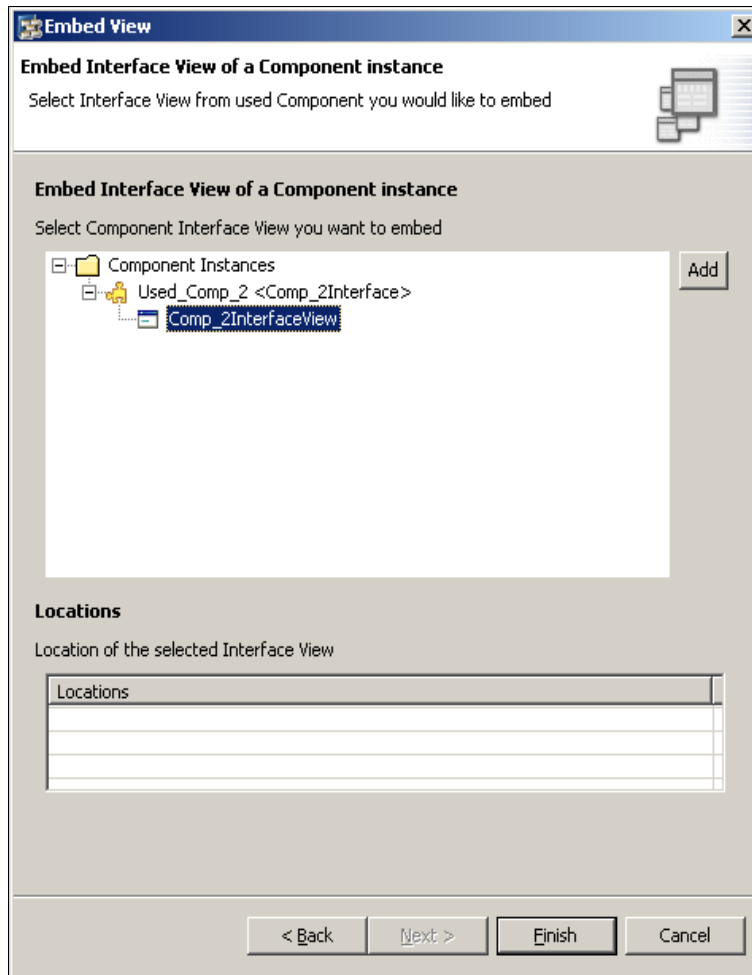 Embed View
Embed Interface View of a Component instance
Select Interface View from used Component you would like to embed
Embed Interface View of a Component instance
Select Component Interface View you want to embed
Component Instances
Add
Used_Comp_2 <Comp_2Interface>
Comp_2InterfaceView
Locations
Location of the selected Interface View
Locations
< Back
Next >
Finish
Cancel